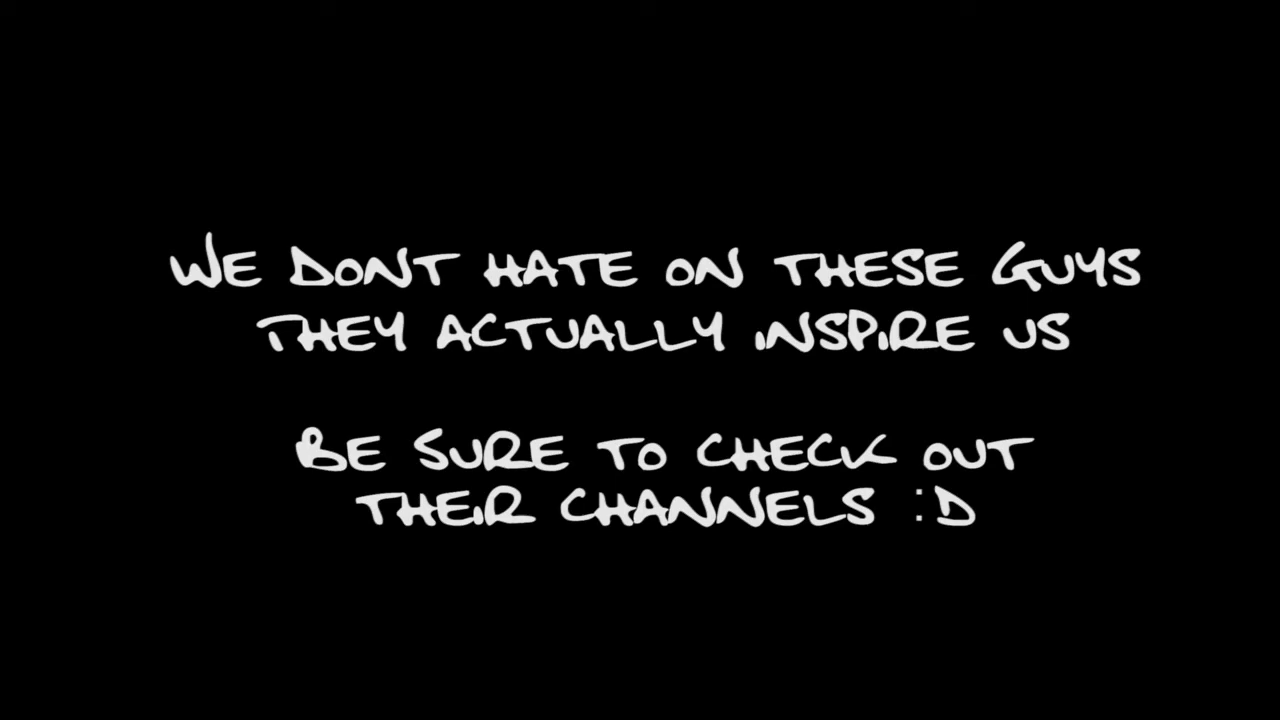 WE DONT HATE ON THESE GUYS
THEY ACTUALLY INSPIRE US
BE SURE TO CHECK OUT
THEIR CHANNELS :D